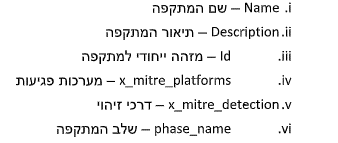 i. Name – שם המתקפה
ii. Description – תיאור המתקפה
iii. Id – מזהה ייחודי למתקפה
iv. x_mitre_platforms – מערכות פגיעות
v. x_mitre_detection – דרכי זיהוי
vi. phase_name – שלב המתקפה